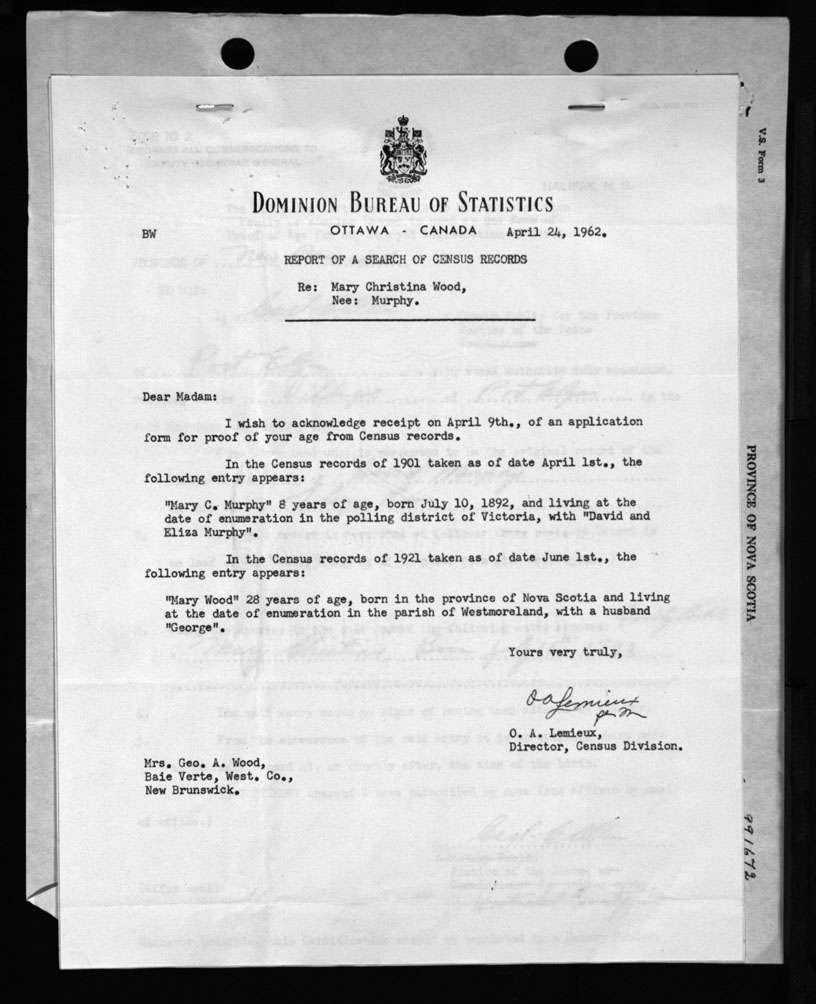 DOMINION BUREAU OF STATISTICS
BW
OTTAWA - CANADA April 24, 1962.
REPORT OF A SEARCH OF CENSUS RECORDS
Re: Mary Christina Wood,
Nee: Murphy.
Dear Madam:
I wish to acknowledge receipt on April 9th., of an application
form for proof of your age from Census records.
In the Census records of 1901 taken as of date April 1st., the
following entry appears:
"Mary C. Murphy" 8 years of age, born July 10, 1892, and living at the
date of enumeration in the polling district of Victoria, with "David and
Eliza Murphy".
In the Census records of 1921 taken as of date June 1st., the
following entry appears:
"Mary Wood" 28 years of age, born in the province of Nova Scotia and living
at the date of enumeration in the parish of Westmoreland, with a husband
"George".
Yours very truly,
O A Lemieux
O. A. Lemieux,
Director, Census Division.
Mrs. Geo. A. Wood,
Baie Verte, West. Co.,
New Brunswick.
V.S. Form 3
PROVINCE OF NOVA SCOTIA
991672